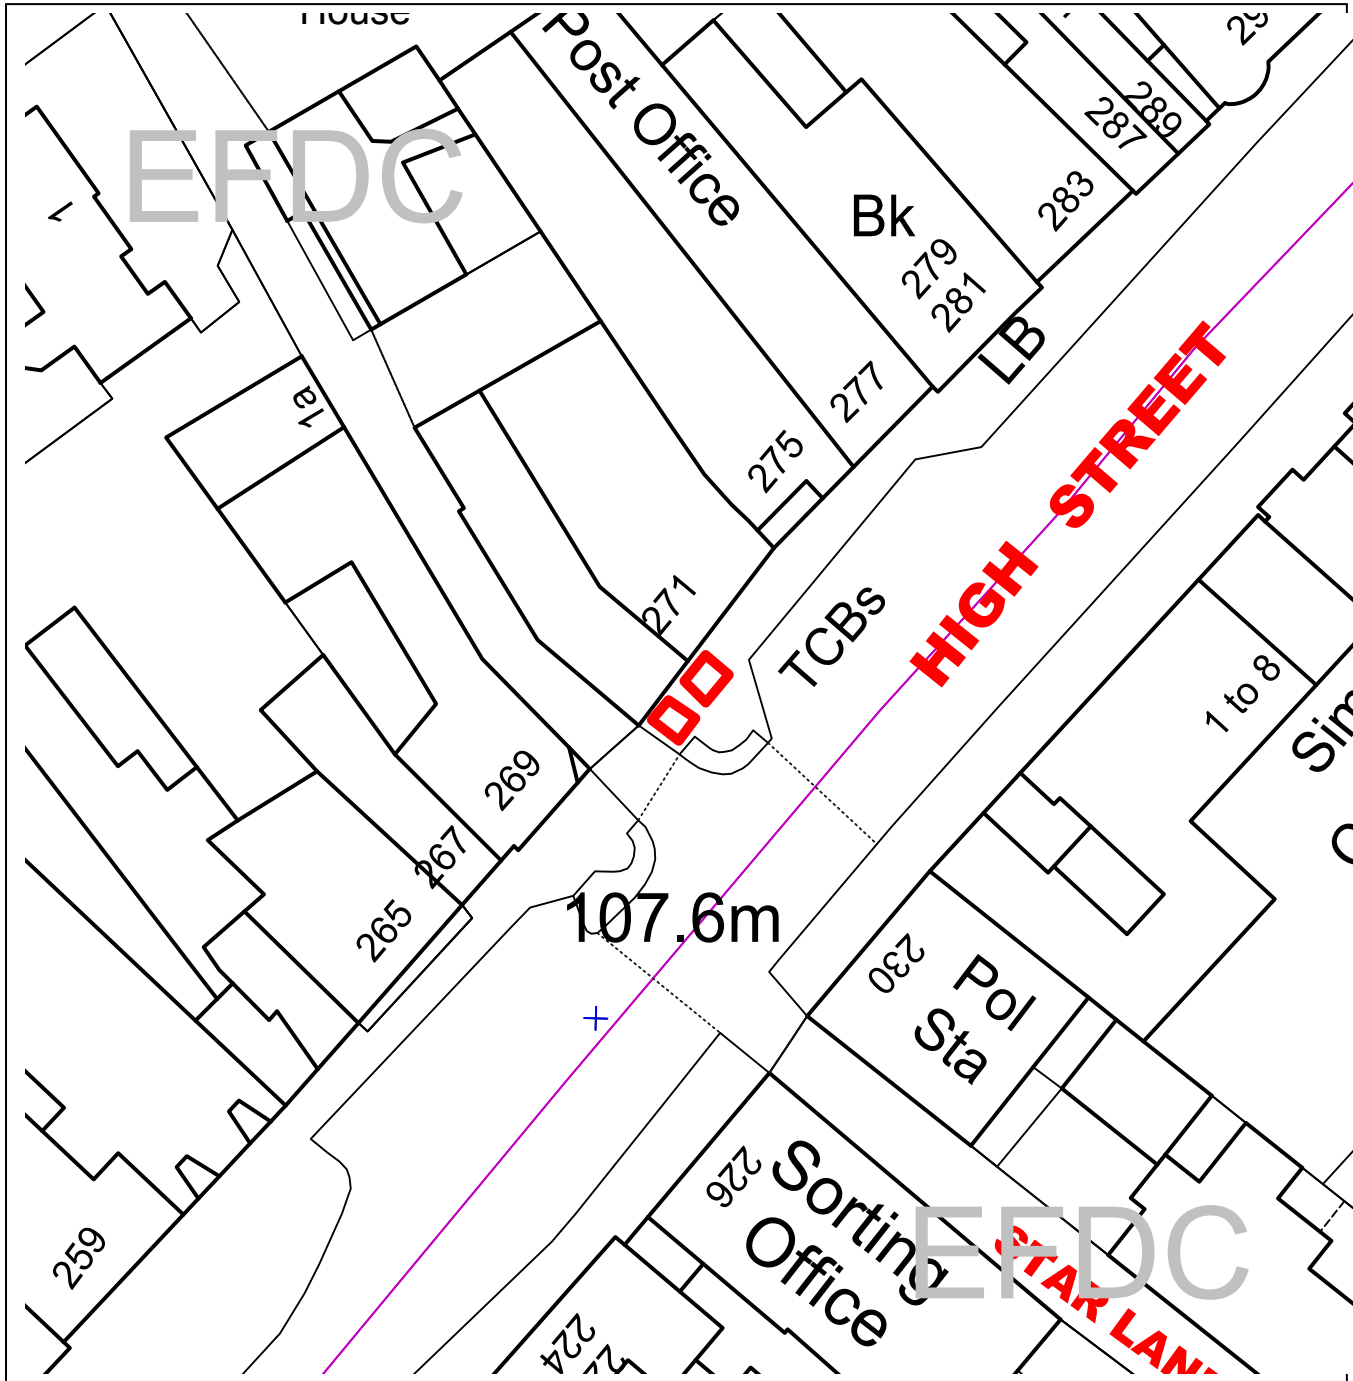 House
Post Office
EFDC
1
Bk
279
281
283
287
289
LB
277
275
1a
HIGH STREET
271
TCBs
1 to 8
269
267
265
107.6m
230
Pol
Sta
226
Sorting
Office
EFDC
STAR LANE
259
224